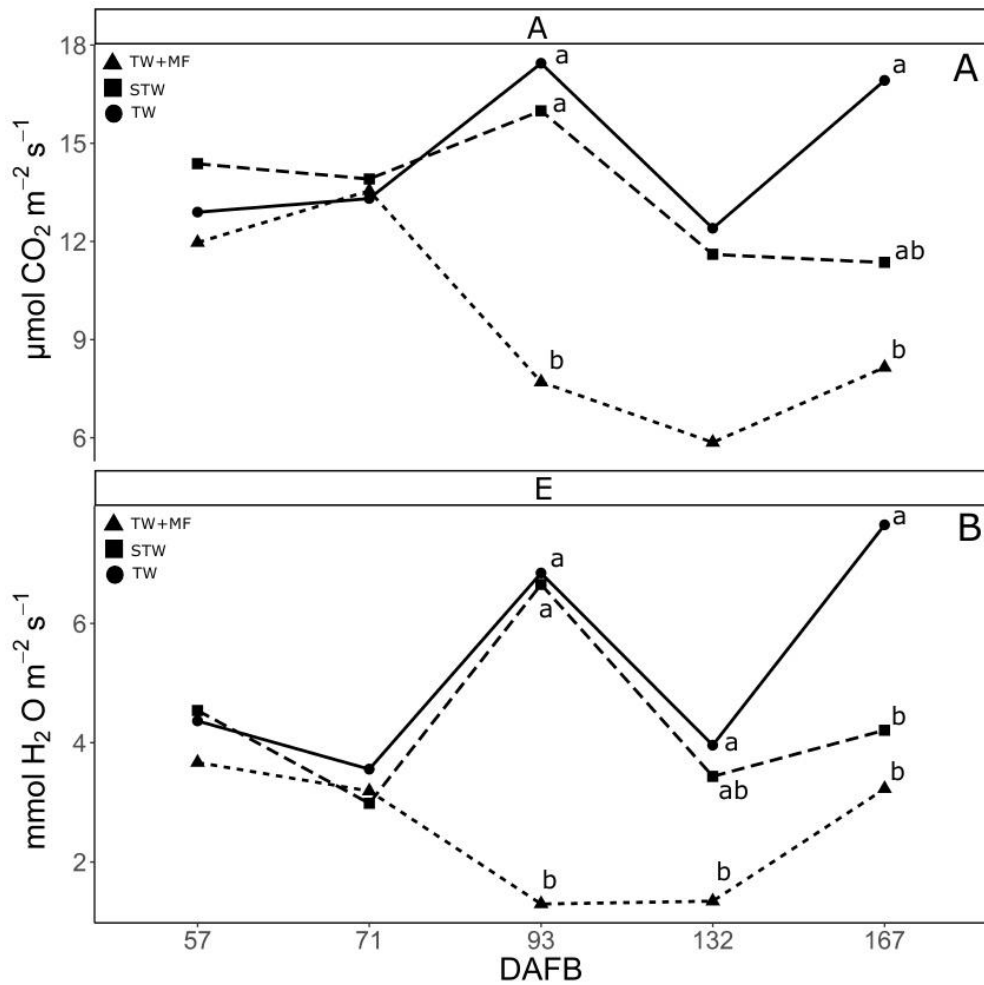 A
A
18
15
12
9
6
μmol CO₂ m⁻² s⁻¹
TW+MF
STW
TW
a
a
b
a
ab
b
E
B
6
4
2
mmol H₂ O m⁻² s⁻¹
TW+MF
STW
TW
a
a
b
a
ab
b
a
b
b
57 71 93 132 167
DAFB